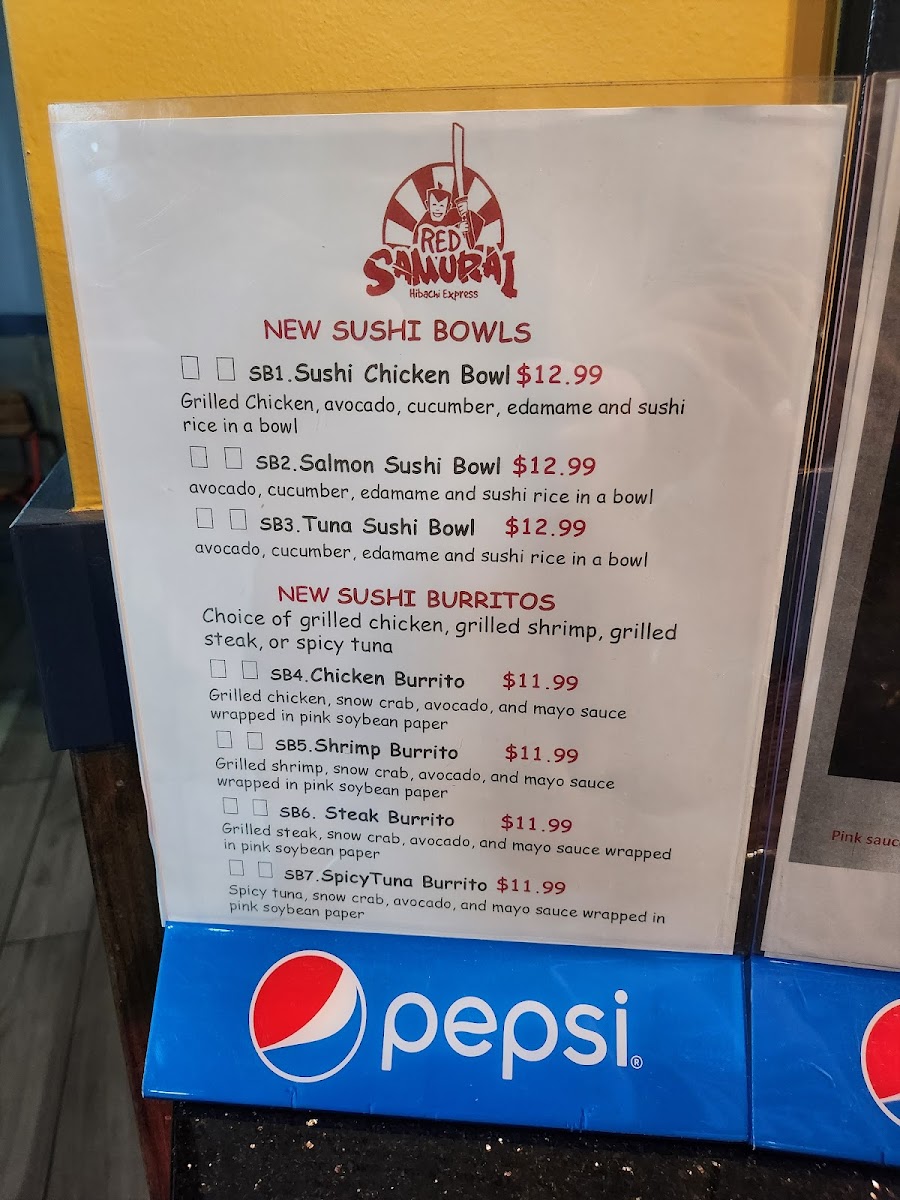 RED
SAMURAI
Hibachi Express
NEW SUSHI BOWLS
SB1.Sushi Chicken Bowl $12.99
Grilled Chicken, avocado, cucumber, edamame and sushi
rice in a bowl
SB2.Salmon Sushi Bowl $12.99
avocado, cucumber, edamame and sushi rice in a bowl
SB3.Tuna Sushi Bowl $12.99
avocado, cucumber, edamame and sushi rice in a bowl
NEW SUSHI BURRITOS
Choice of grilled chicken, grilled shrimp, grilled
steak, or spicy tuna
SB4.Chicken Burrito $11.99
Grilled chicken, snow crab, avocado, and mayo sauce
wrapped in pink soybean paper
SB5.Shrimp Burrito $11.99
Grilled shrimp, snow crab, avocado, and mayo sauce
wrapped in pink soybean paper
SB6. Steak Burrito $11.99
Grilled steak, snow crab, avocado, and mayo sauce wrapped
in pink soybean paper
SB7.SpicyTuna Burrito $11.99
Spicy tuna, snow crab, avocado, and mayo sauce wrapped in
pink soybean paper
pepsi®
Pink